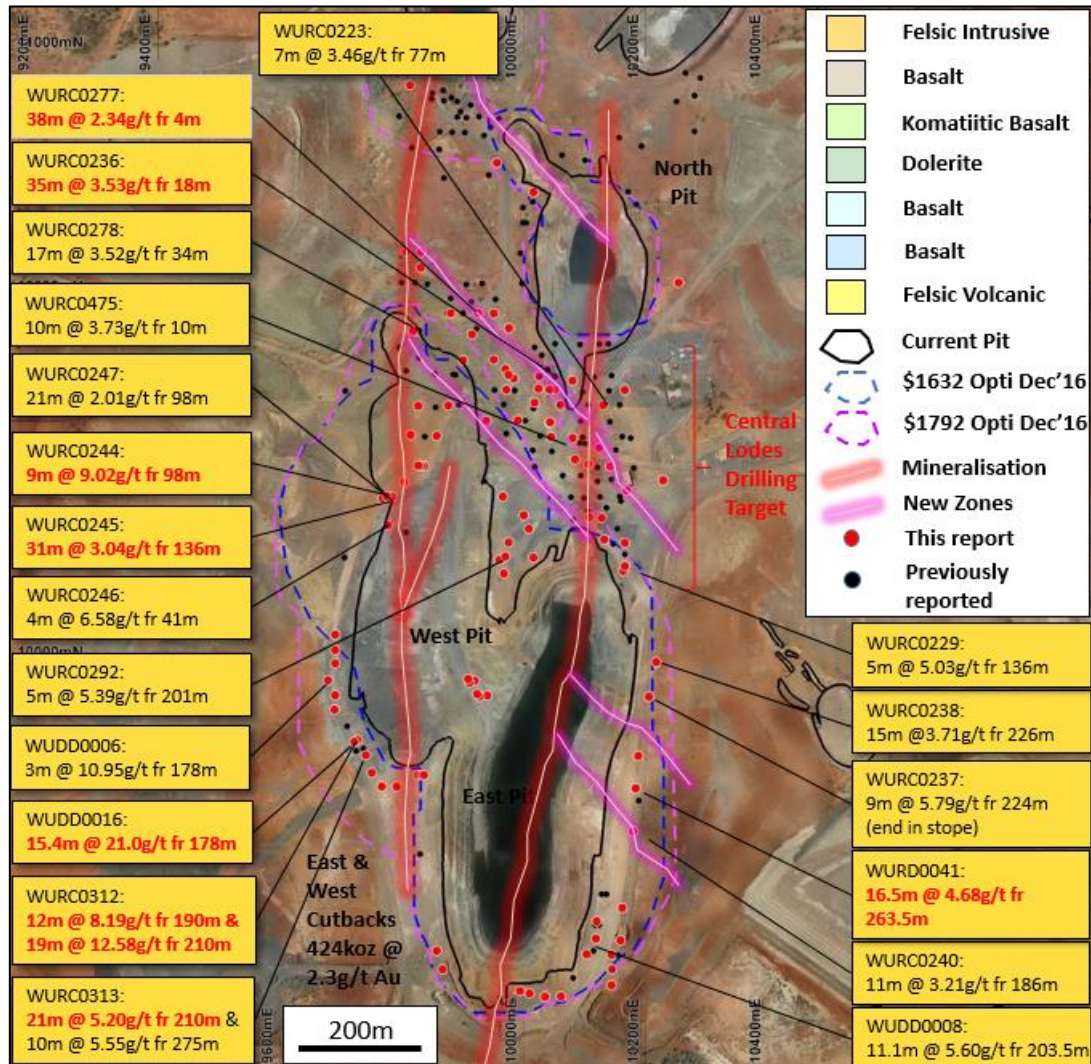 9200mE
11000mN
9400mE
10000mE
10200mE
10400mE
WURC0223:
7m @ 3.46g/t fr 77m
WURC0277:
38m @ 2.34g/t fr 4m
WURC0236:
35m @ 3.53g/t fr 18m
WURC0278:
17m @ 3.52g/t fr 34m
WURC0475:
10m @ 3.73g/t fr 10m
WURC0247:
21m @ 2.01g/t fr 98m
WURC0244:
9m @ 9.02g/t fr 98m
WURC0245:
31m @ 3.04g/t fr 136m
WURC0246:
4m @ 6.58g/t fr 41m
WURC0292:
5m @ 5.39g/t fr 201m
WUDD0006:
3m @ 10.95g/t fr 178m
WUDD0016:
15.4m @ 21.0g/t fr 178m
WURC0312:
12m @ 8.19g/t fr 190m &
19m @ 12.58g/t fr 210m
WURC0313:
21m @ 5.20g/t fr 210m &
10m @ 5.55g/t fr 275m
North
Pit
Central
Lodes
Drilling
Target
West Pit
East Pit
East &
West
Cutbacks
424koz @
2.3g/t Au
200m
9600mE
10000mE
10200mE
10400mE
10000mN
Felsic Intrusive
Basalt
Komatiitic Basalt
Dolerite
Basalt
Basalt
Felsic Volcanic
Current Pit
$1632 Opti Dec’16
$1792 Opti Dec’16
Mineralisation
New Zones
This report
Previously
reported
WURC0229:
5m @ 5.03g/t fr 136m
WURC0238:
15m @3.71g/t fr 226m
WURC0237:
9m @ 5.79g/t fr 224m
(end in stope)
WURD0041:
16.5m @ 4.68g/t fr
263.5m
WURC0240:
11m @ 3.21g/t fr 186m
WUDD0008:
11.1m @ 5.60g/t fr 203.5m